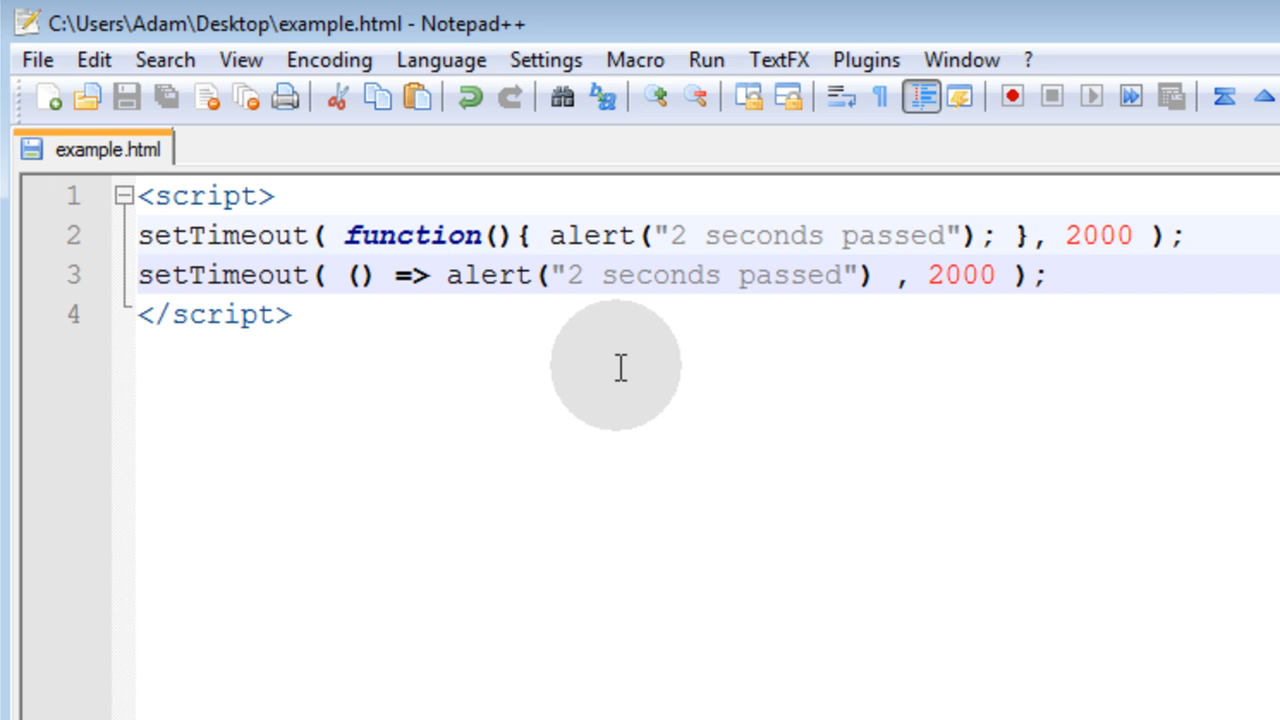 C:\Users\Adam\Desktop\example.html - Notepad++
File Edit Search View Encoding Language Settings Macro Run TextFX Plugins Window ?
example.html
1 <script>
2 setTimeout( function(){ alert("2 seconds passed"); }, 2000 );
3 setTimeout( () => alert("2 seconds passed") , 2000 );
4 </script>